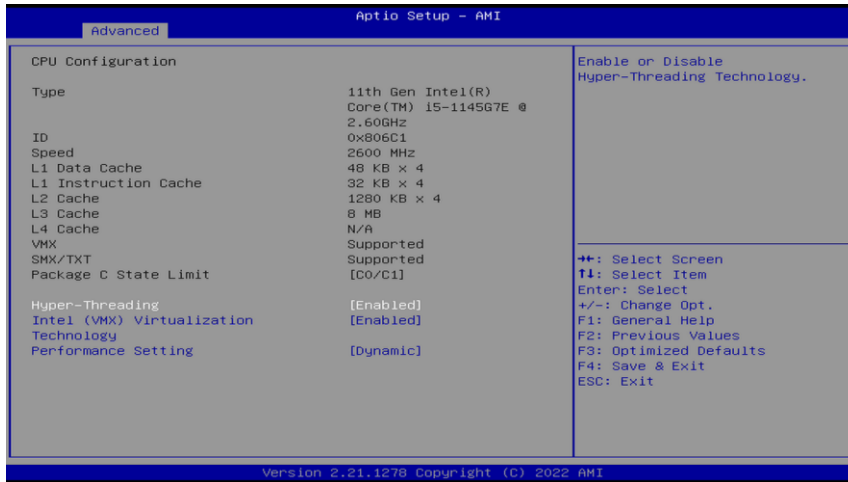 Aptio Setup - AMI
Advanced
CPU Configuration
Type 11th Gen Intel(R)
Core(TM) i5-1145G7E @
2.60GHz
ID 0x806C1
Speed 2600 MHz
L1 Data Cache 48 KB x 4
L1 Instruction Cache 32 KB x 4
L2 Cache 1280 KB x 4
L3 Cache 8 MB
L4 Cache N/A
VMX Supported
SMX/TXT Supported
Package C State Limit [C0/C1]
Hyper-Threading [Enabled]
Intel (VMX) Virtualization [Enabled]
Technology
Performance Setting [Dynamic]
Enable or Disable
Hyper-Threading Technology.
→←: Select Screen
↑↓: Select Item
Enter: Select
+/-: Change Opt.
F1: General Help
F2: Previous Values
F3: Optimized Defaults
F4: Save & Exit
ESC: Exit
Version 2.21.1278 Copyright (C) 2022 AMI